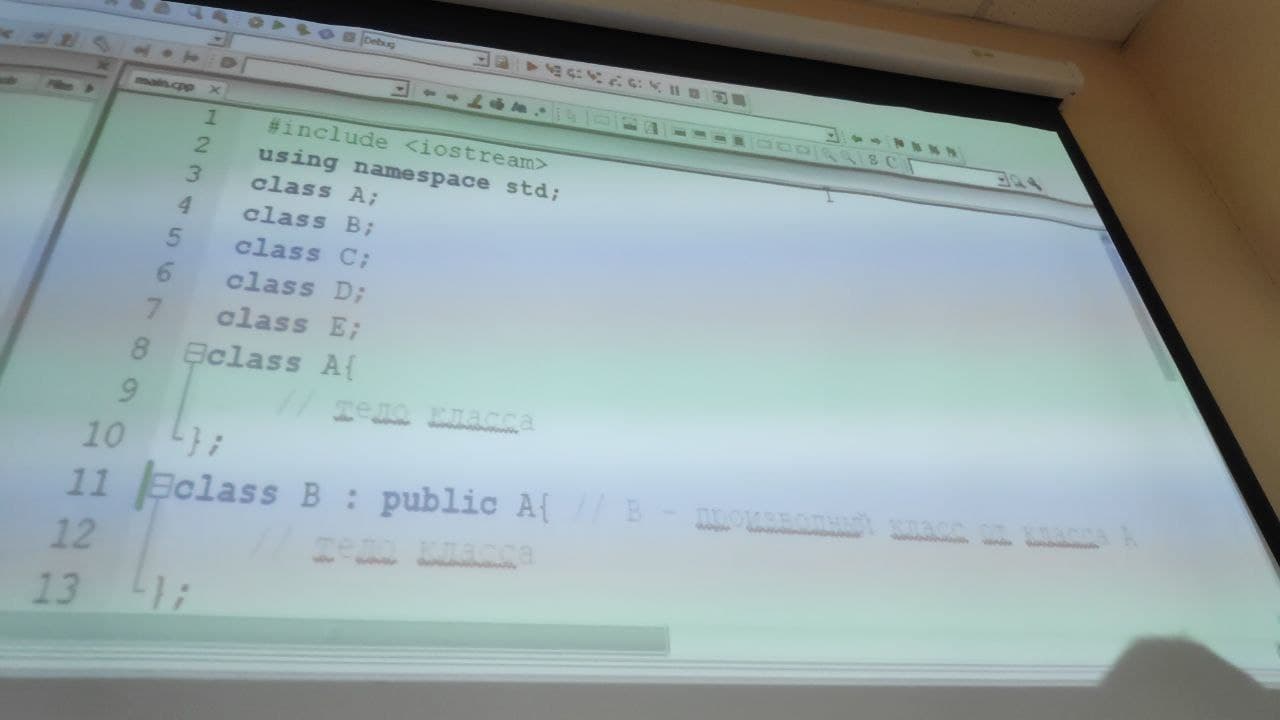 Debug
main.cpp
1 #include <iostream>
2 using namespace std;
3 class A;
4 class B;
5 class C;
6 class D;
7 class E;
8 class A{
9 // тело класса
10 };
11 class B : public A{ // B - производный класс от класса A
12 // тело класса
13 };